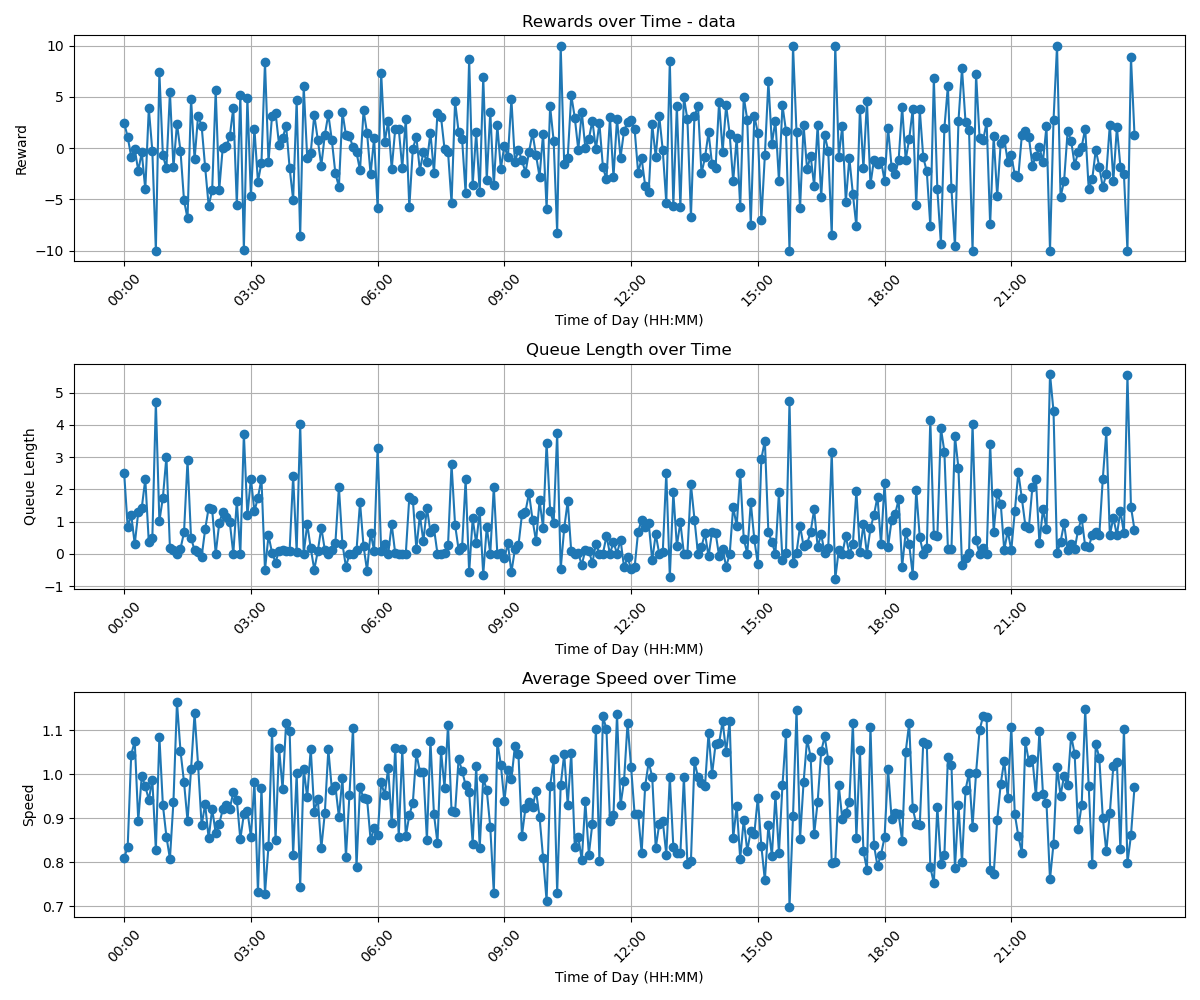 Rewards over Time - data
10
5
0
−5
−10
Reward
00:00 03:00 06:00 09:00 12:00 15:00 18:00 21:00
Time of Day (HH:MM)
Queue Length over Time
5
4
3
2
1
0
−1
Queue Length
00:00 03:00 06:00 09:00 12:00 15:00 18:00 21:00
Time of Day (HH:MM)
Average Speed over Time
1.1
1.0
0.9
0.8
0.7
Speed
00:00 03:00 06:00 09:00 12:00 15:00 18:00 21:00
Time of Day (HH:MM)